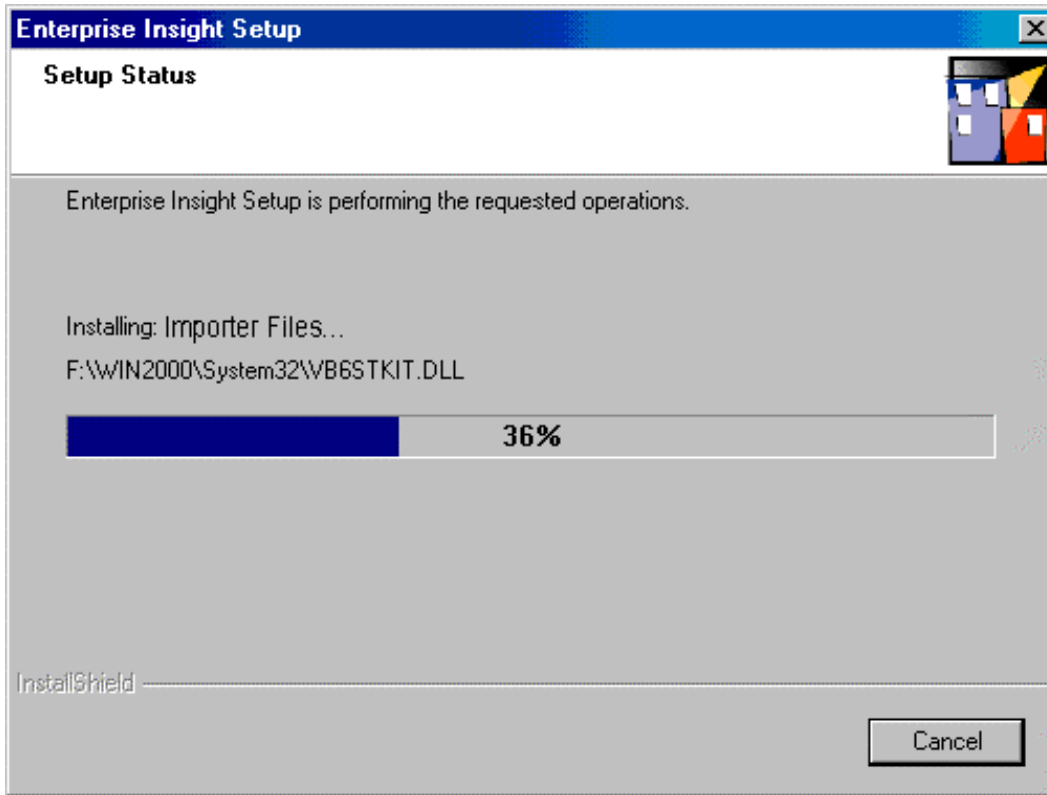 Enterprise Insight Setup
Setup Status
Enterprise Insight Setup is performing the requested operations.
Installing: Importer Files...
F:\WIN2000\System32\VB6STKIT.DLL
36%
InstallShield
Cancel